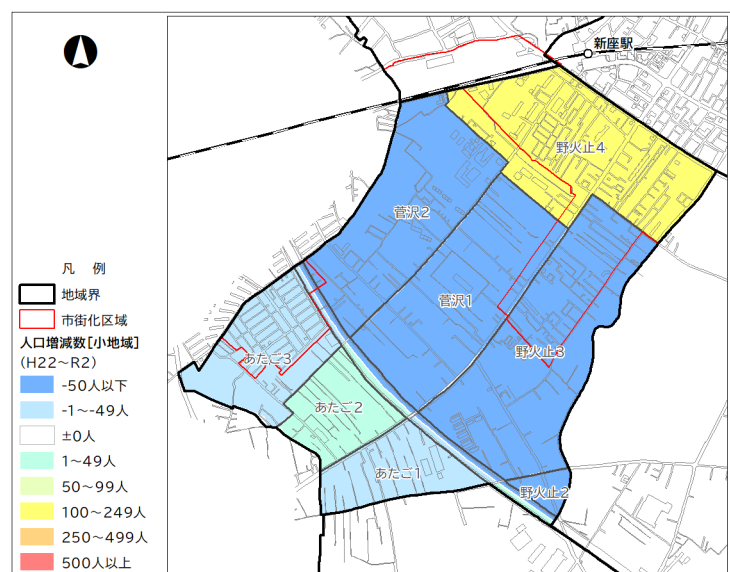 新座駅
野火止4
菅沢2
菅沢1
野火止3
あたご3
あたご2
あたご1
野火止2
凡 例
地域界
市街化区域
人口増減数[小地域]
(H22~R2)
-50人以下
-1~-49人
±0人
1~49人
50~99人
100~249人
250~499人
500人以上